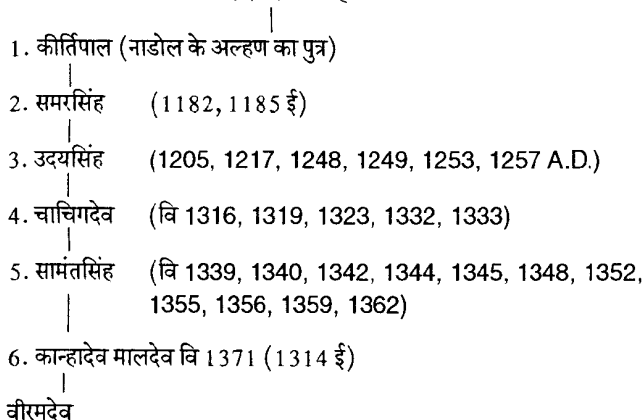 1. कीर्तिपाल (नाडोल के अल्हण का पुत्र)
2. समरसिंह (1182, 1185 ई)
3. उदयसिंह (1205, 1217, 1248, 1249, 1253, 1257 A.D.)
4. चाचिगदेव (वि 1316, 1319, 1323, 1332, 1333)
5. सामंतसिंह (वि 1339, 1340, 1342, 1344, 1345, 1348, 1352,
1355, 1356, 1359, 1362)
6. कान्हादेव मालदेव वि 1371 (1314 ई)
वीरमदेव